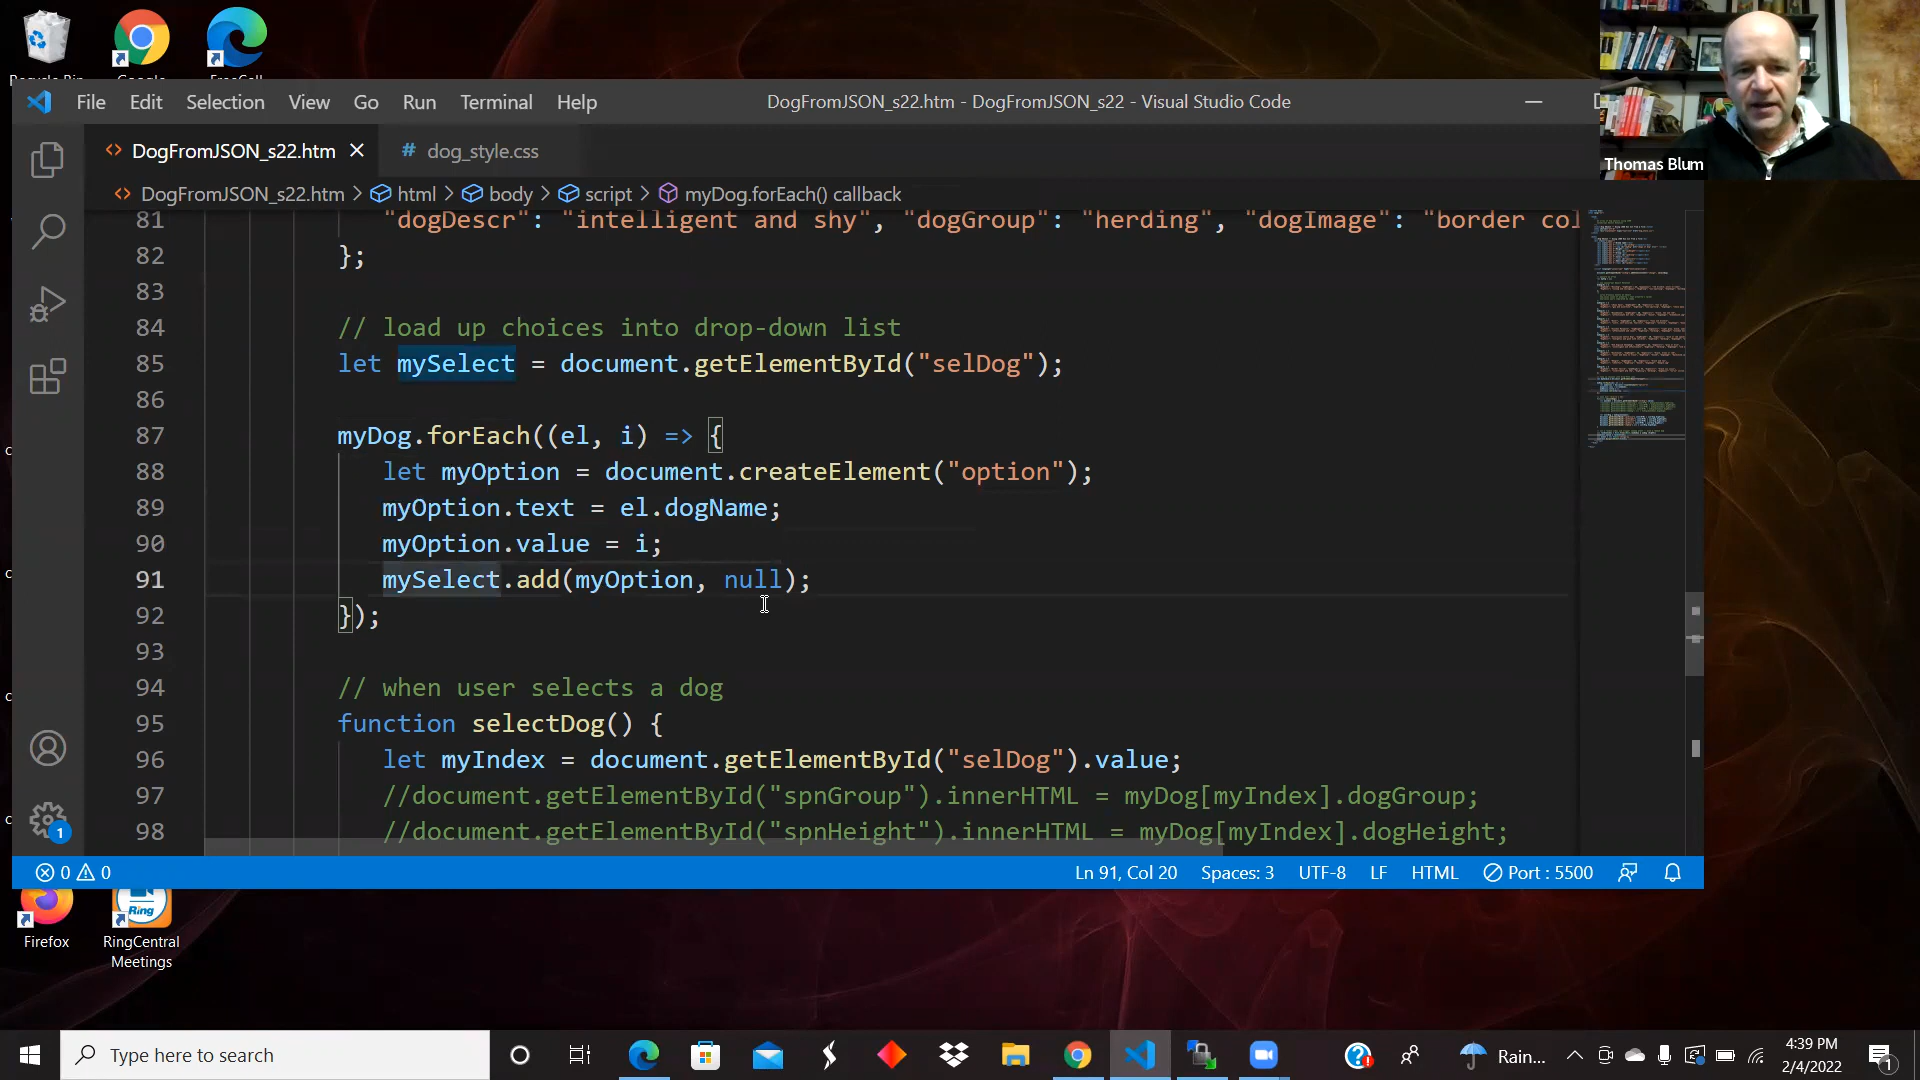 Thomas Blum
File Edit Selection View Go Run Terminal Help
DogFromJSON_s22.htm - DogFromJSON_s22 - Visual Studio Code
DogFromJSON_s22.htm
# dog_style.css
DogFromJSON_s22.htm > html > body > script > myDog.forEach() callback
81 "dogDescr": "intelligent and shy", "dogGroup": "herding", "dogImage": "border col
82 };
83
84 // load up choices into drop-down list
85 let mySelect = document.getElementById("selDog");
86
87 myDog.forEach((el, i) => {
88 let myOption = document.createElement("option");
89 myOption.text = el.dogName;
90 myOption.value = i;
91 mySelect.add(myOption, null);
92 });
93
94 // when user selects a dog
95 function selectDog() {
96 let myIndex = document.getElementById("selDog").value;
97 //document.getElementById("spnGroup").innerHTML = myDog[myIndex].dogGroup;
98 //document.getElementById("spnHeight").innerHTML = myDog[myIndex].dogHeight;
1
0 0
Ln 91, Col 20 Spaces: 3 UTF-8 LF HTML Port : 5500
Ring
Firefox
RingCentral
Meetings
Type here to search
Rain...
4:39 PM
2/4/2022
1